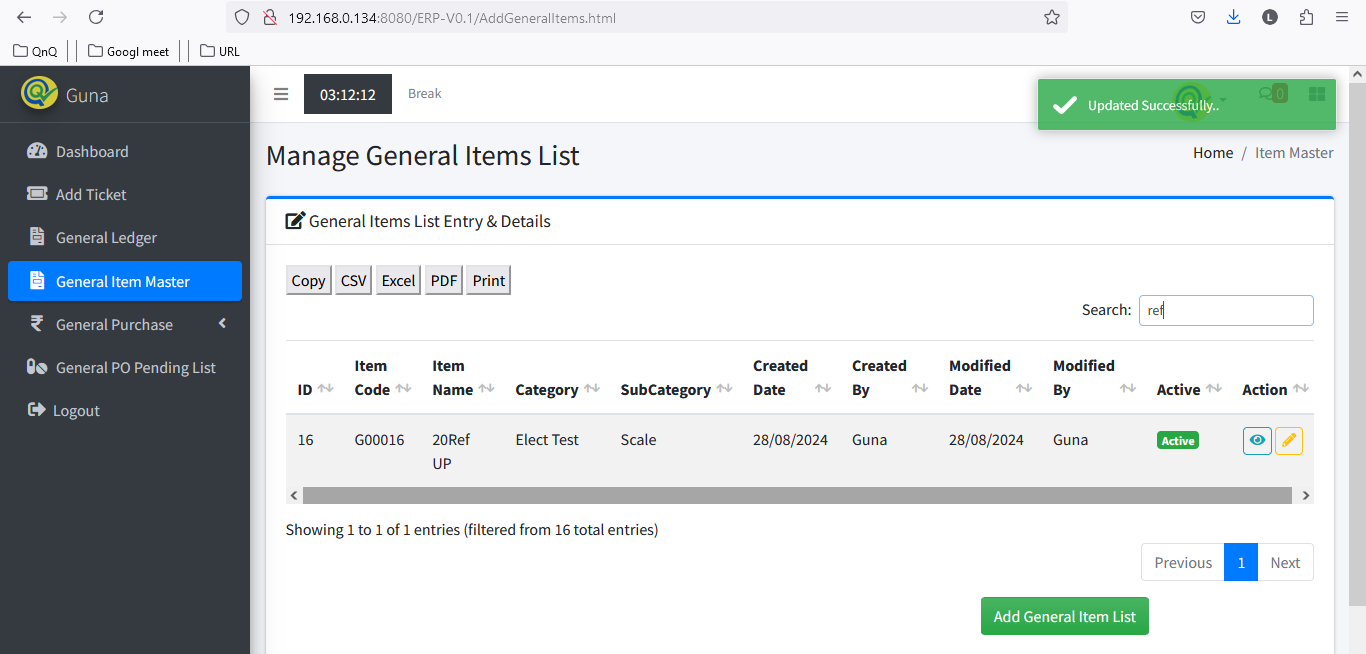 192.168.0.134:8080/ERP-V0.1/AddGeneralItems.html
L
QnQ
Googl meet
URL
Guna
03:12:12
Break
0
Updated Successfully..
Dashboard
Add Ticket
General Ledger
General Item Master
General Purchase
General PO Pending List
Logout
Manage General Items List
Home / Item Master
General Items List Entry & Details
Copy CSV Excel PDF Print
Search: ref
ID Item Code Item Name Category SubCategory Created Date Created By Modified Date Modified By Active Action
16 G00016 20Ref UP Elect Test Scale 28/08/2024 Guna 28/08/2024 Guna Active
Showing 1 to 1 of 1 entries (filtered from 16 total entries)
Previous 1 Next
Add General Item List